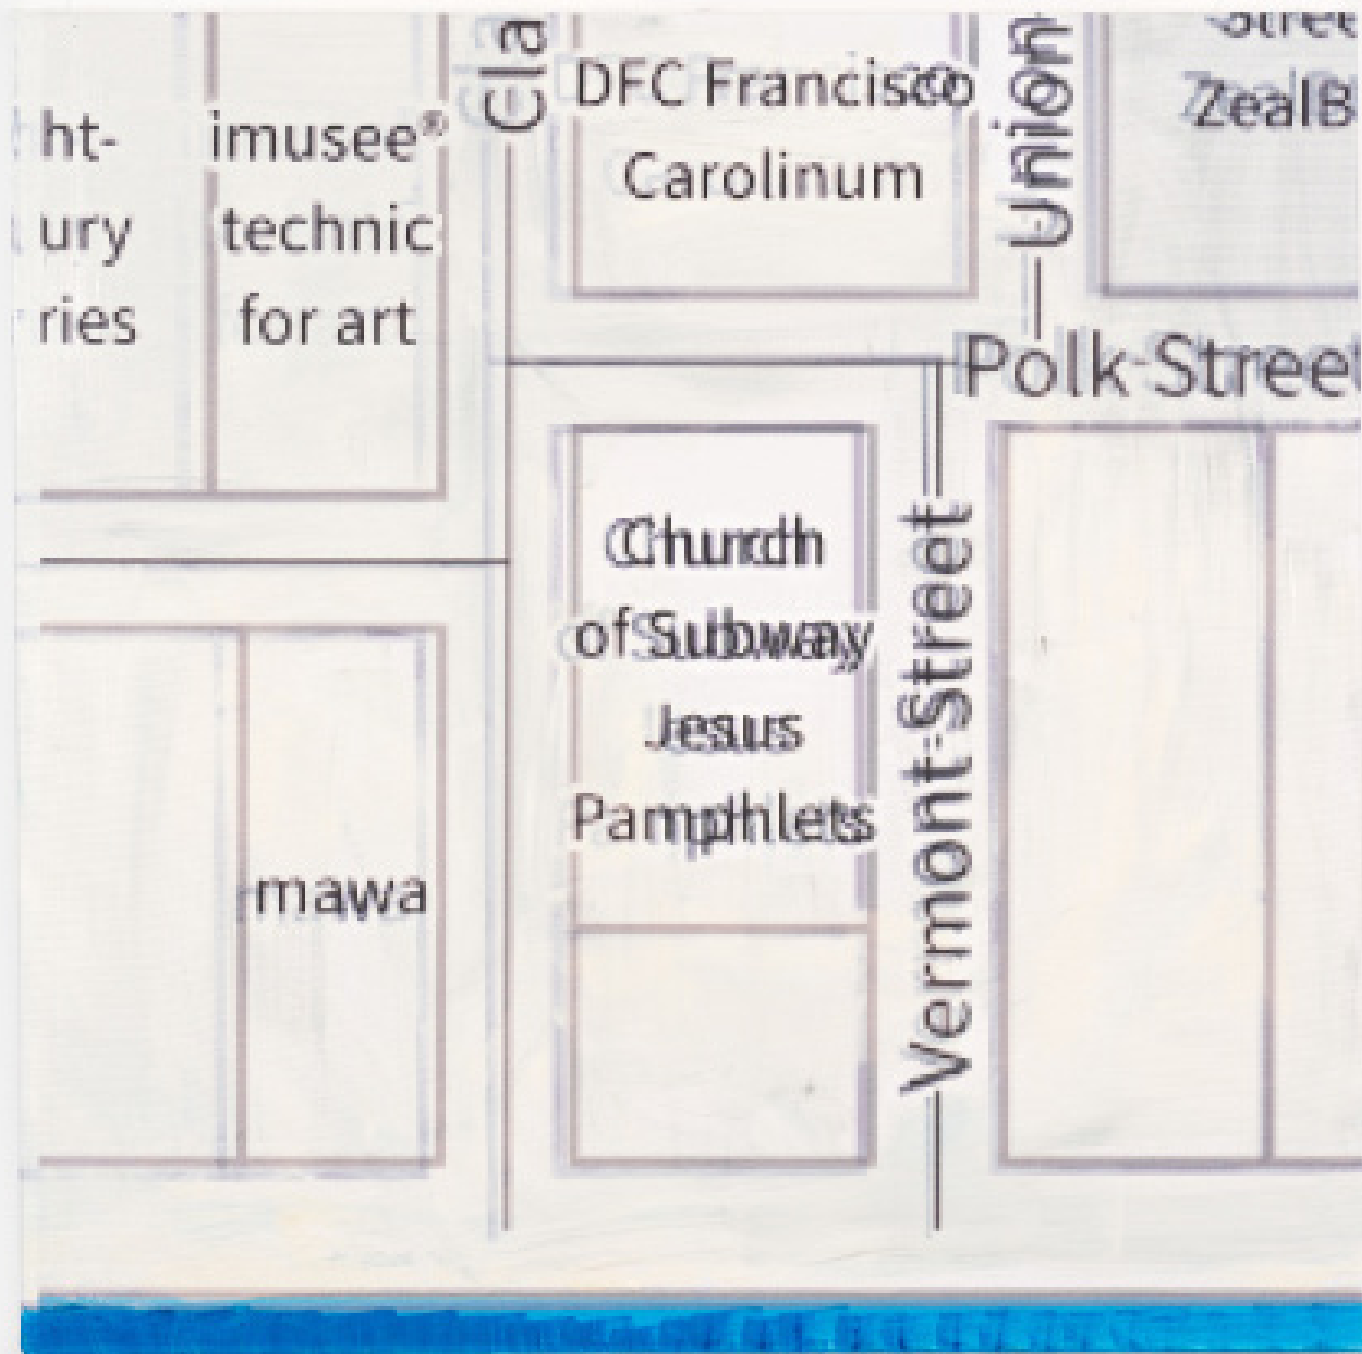 Cla
DFC Francisco
Carolinum
Union
Street
ZealB
ht-
ury
ries
imusee®
technic
for art
Polk Street
Church
of Subway
Jesus
Pamphlets
Vermont Street
mawa